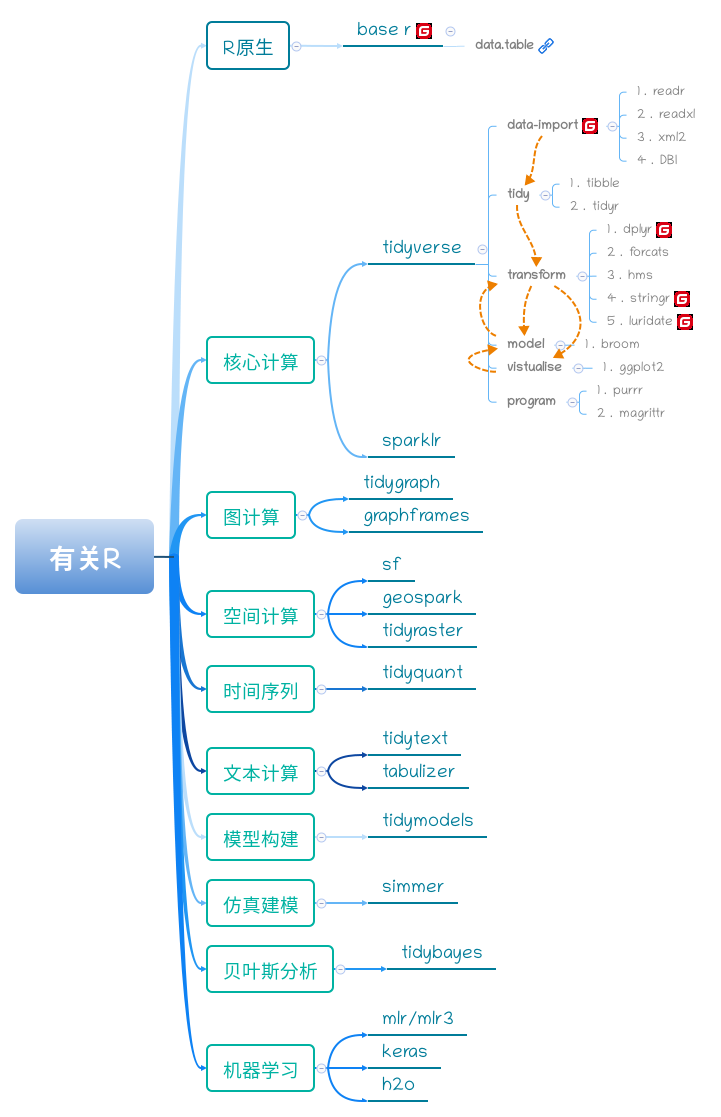 有关R
R原生
base r
data.table
核心计算
tidyverse
data-import
1. readr
2. readxl
3. xml2
4. DBI
tidy
1. tibble
2. tidyr
transform
1. dplyr
2. forcats
3. hms
4. stringr
5. luridate
model
1. broom
vistualise
1. ggplot2
program
1. purrr
2. magrittr
sparklr
图计算
tidygraph
graphframes
空间计算
sf
geospark
tidyraster
时间序列
tidyquant
文本计算
tidytext
tabulizer
模型构建
tidymodels
仿真建模
simmer
贝叶斯分析
tidybayes
机器学习
mlr/mlr3
keras
h2o